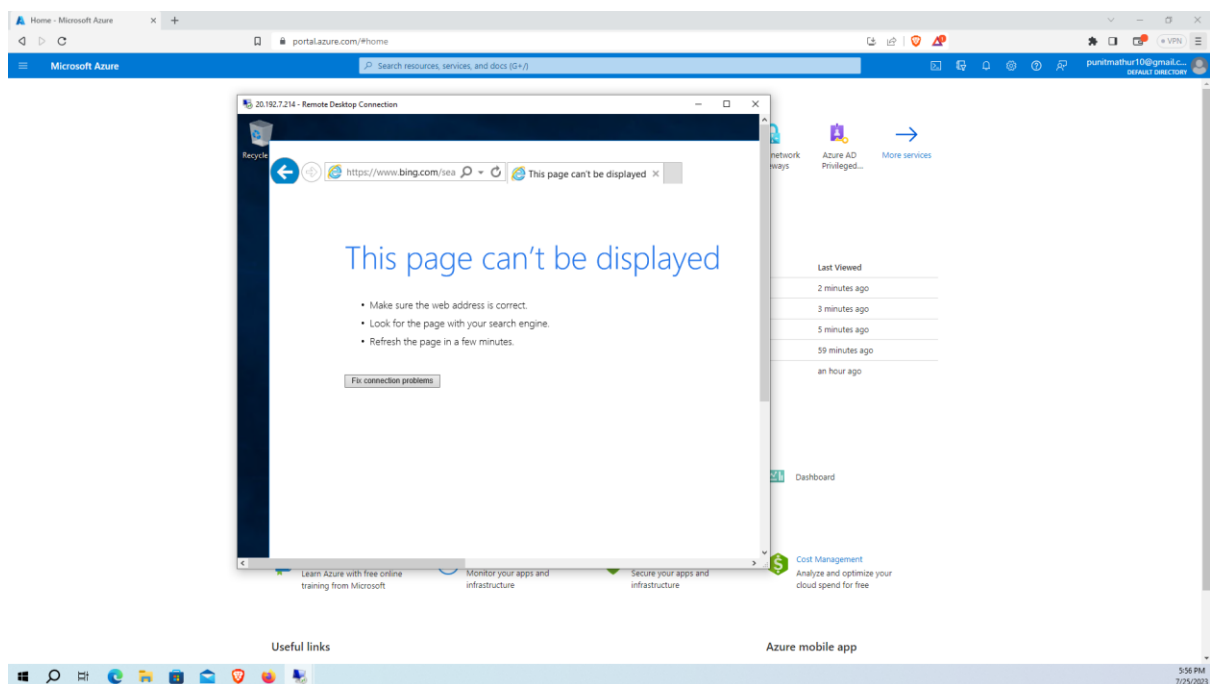 Home - Microsoft Azure
portal.azure.com/#home
VPN
Microsoft Azure
Search resources, services, and docs (G+/)
punitmathur10@gmail.c...
DEFAULT DIRECTORY
20.192.7.214 - Remote Desktop Connection
Recycle
https://www.bing.com/sea
This page can't be displayed
This page can't be displayed
• Make sure the web address is correct.
• Look for the page with your search engine.
• Refresh the page in a few minutes.
Fix connection problems
network
eways
Azure AD
Privileged...
More services
Last Viewed
2 minutes ago
3 minutes ago
5 minutes ago
59 minutes ago
an hour ago
Dashboard
Learn Azure with free online
training from Microsoft
Monitor your apps and
infrastructure
Secure your apps and
infrastructure
Cost Management
Analyze and optimize your
cloud spend for free
Useful links
Azure mobile app
5:56 PM
7/25/2023